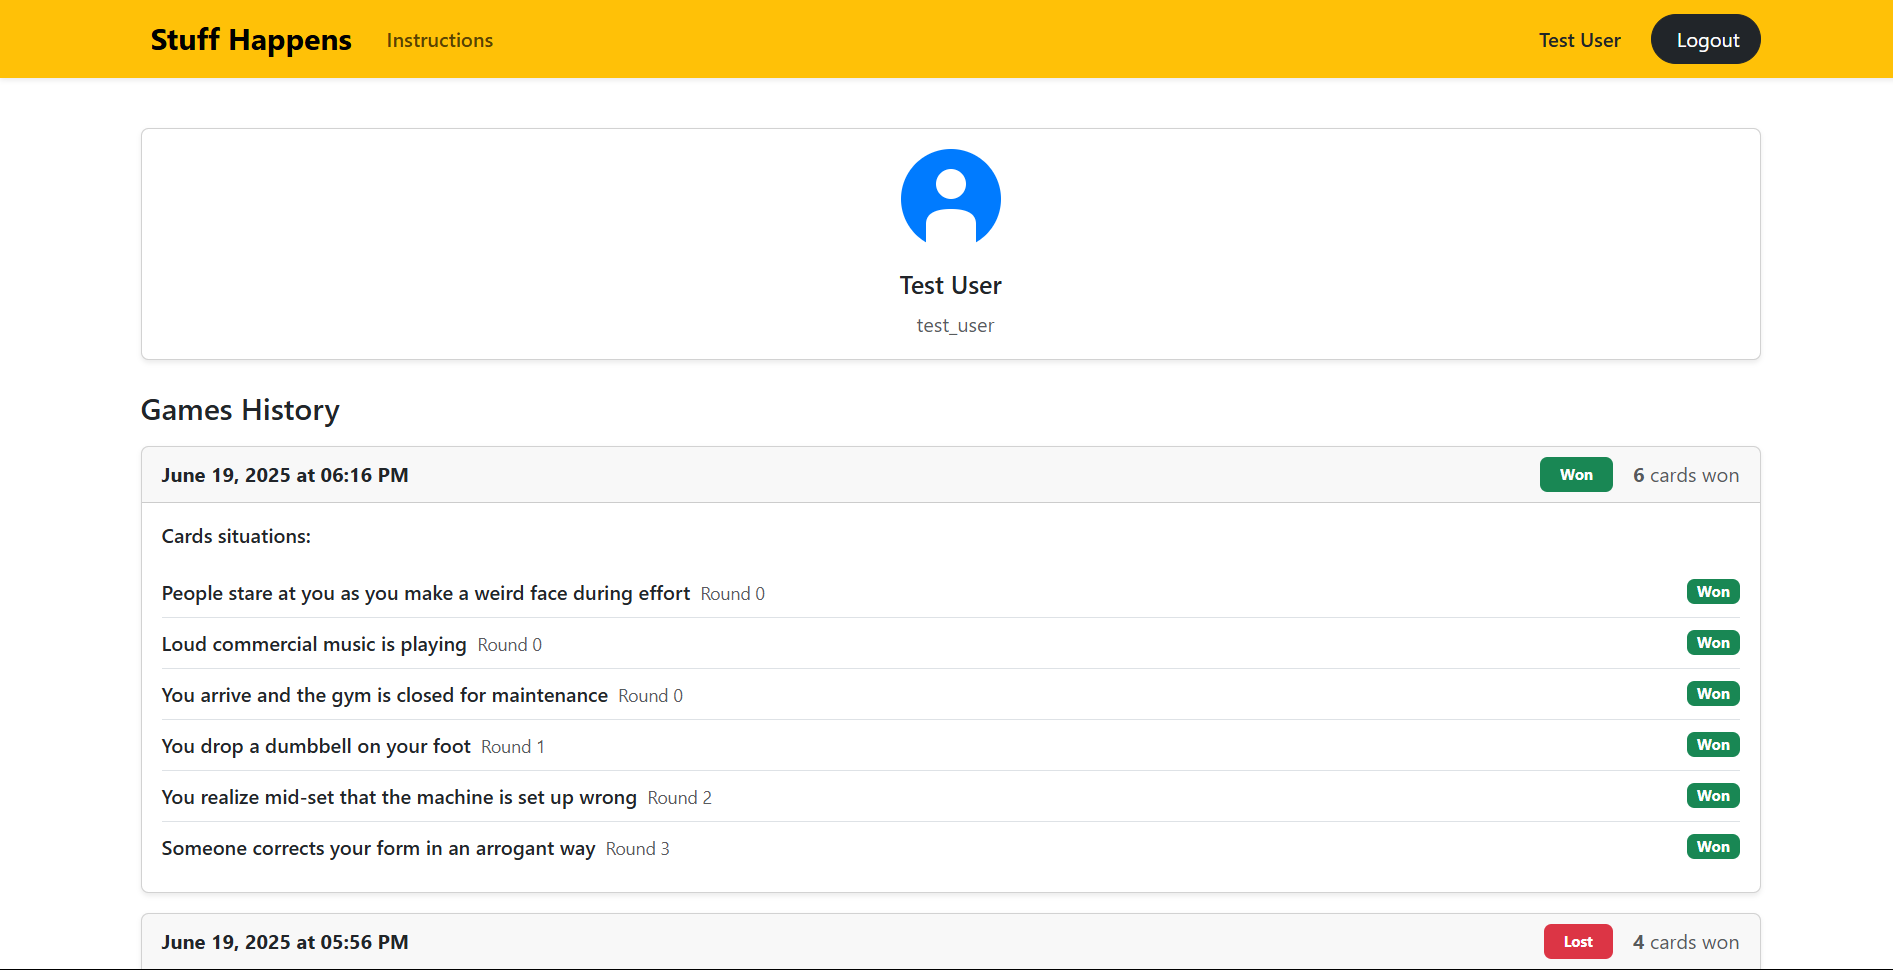 Stuff Happens Instructions Test User Logout
Test User
test_user
Games History
June 19, 2025 at 06:16 PM Won 6 cards won
Cards situations:
People stare at you as you make a weird face during effort Round 0 Won
Loud commercial music is playing Round 0 Won
You arrive and the gym is closed for maintenance Round 0 Won
You drop a dumbbell on your foot Round 1 Won
You realize mid-set that the machine is set up wrong Round 2 Won
Someone corrects your form in an arrogant way Round 3 Won
June 19, 2025 at 05:56 PM Lost 4 cards won